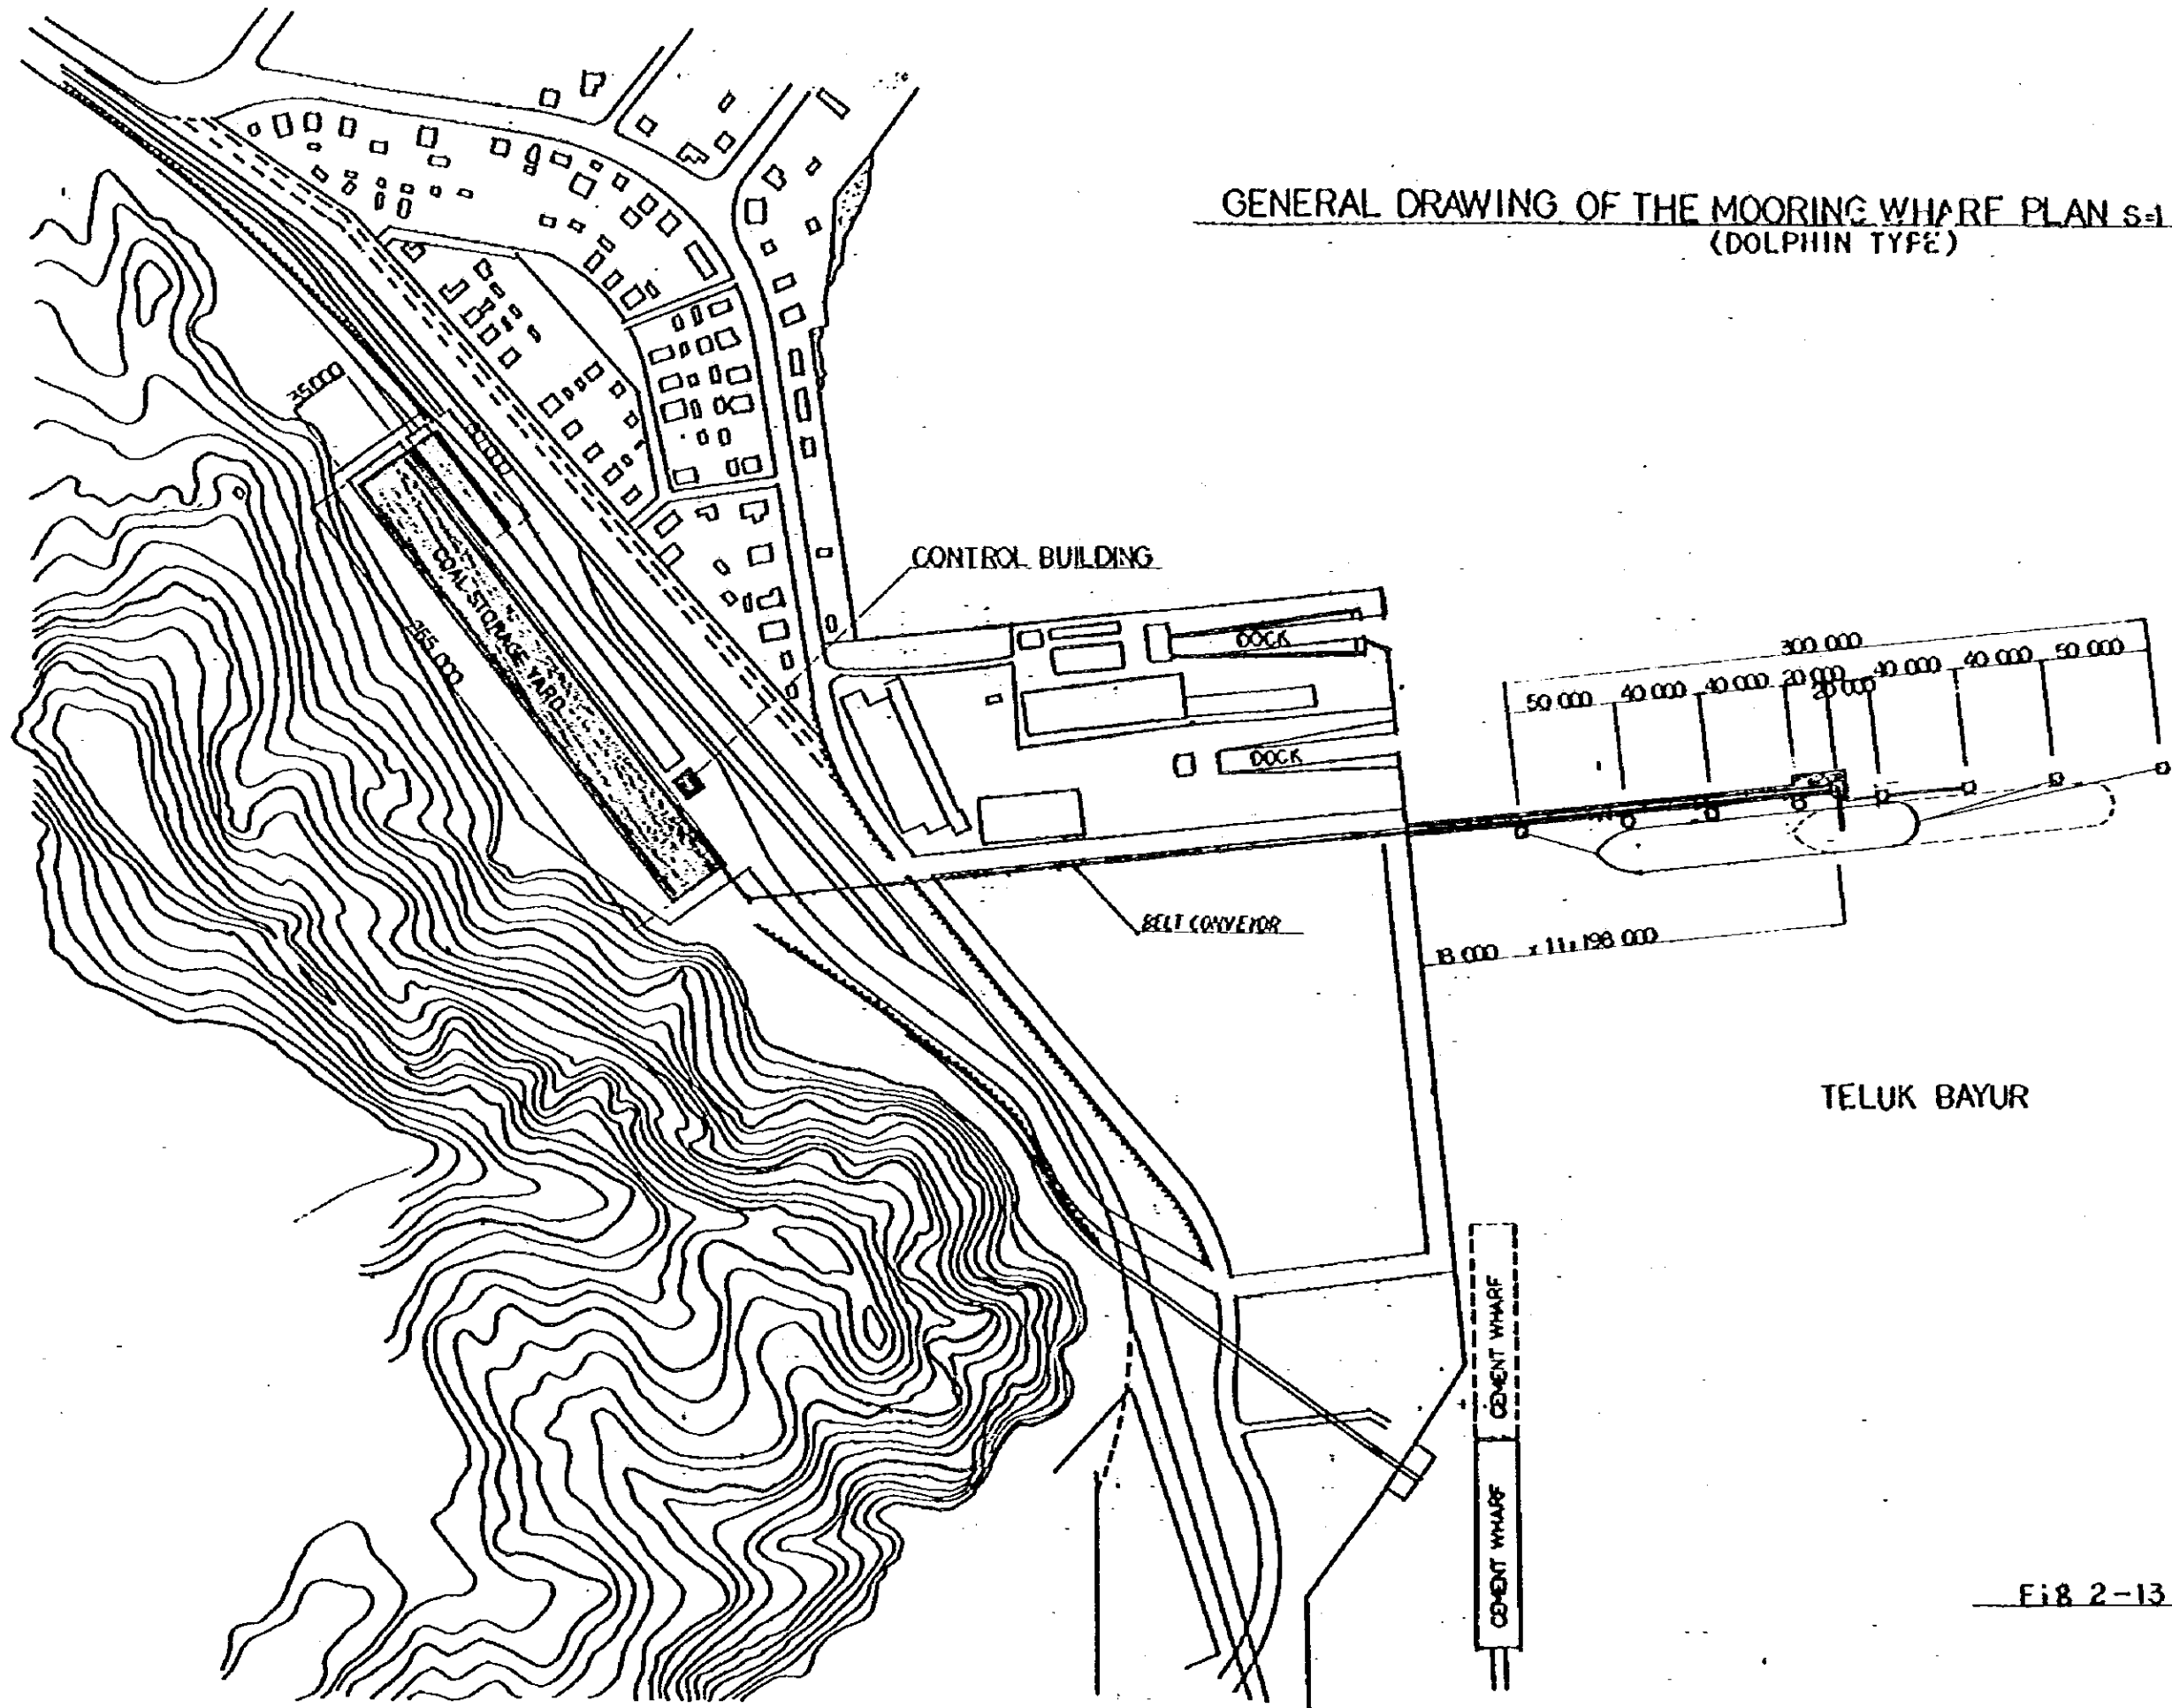 GENERAL DRAWING OF THE MOORING WHARF PLAN S=1
(DOLPHIN TYPE)
35.000
COAL STORAGE YARD
265.000
CONTROL BUILDING
DOCK
DOCK
300 000
50 000 40 000 40 000 20 000 20 000 40 000 40 000 50 000
BELT CONVEYOR
18 000 x 11=198 000
TELUK BAYUR
CEMENT WHARF
CEMENT WHARF
Fig 2-13